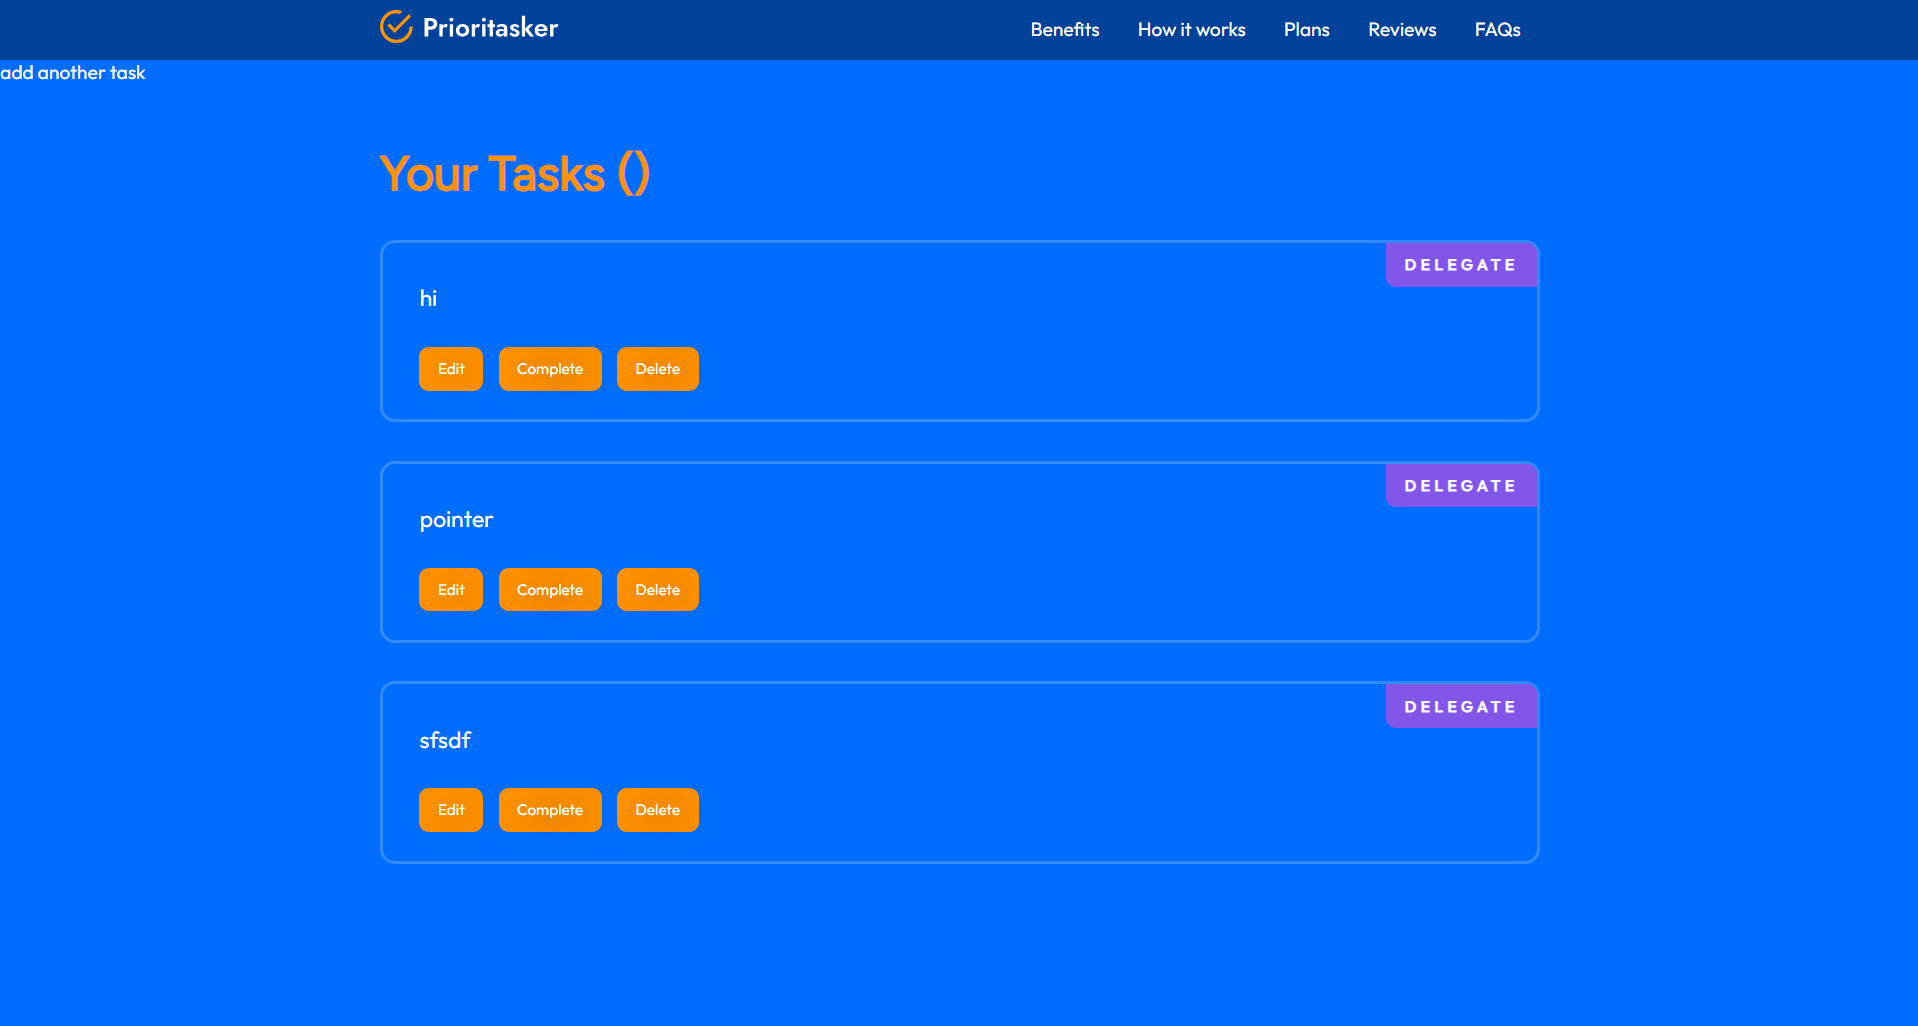 Prioritasker
Benefits How it works Plans Reviews FAQs
add another task
Your Tasks ()
DELEGATE
hi
Edit Complete Delete
DELEGATE
pointer
Edit Complete Delete
DELEGATE
sfsdf
Edit Complete Delete